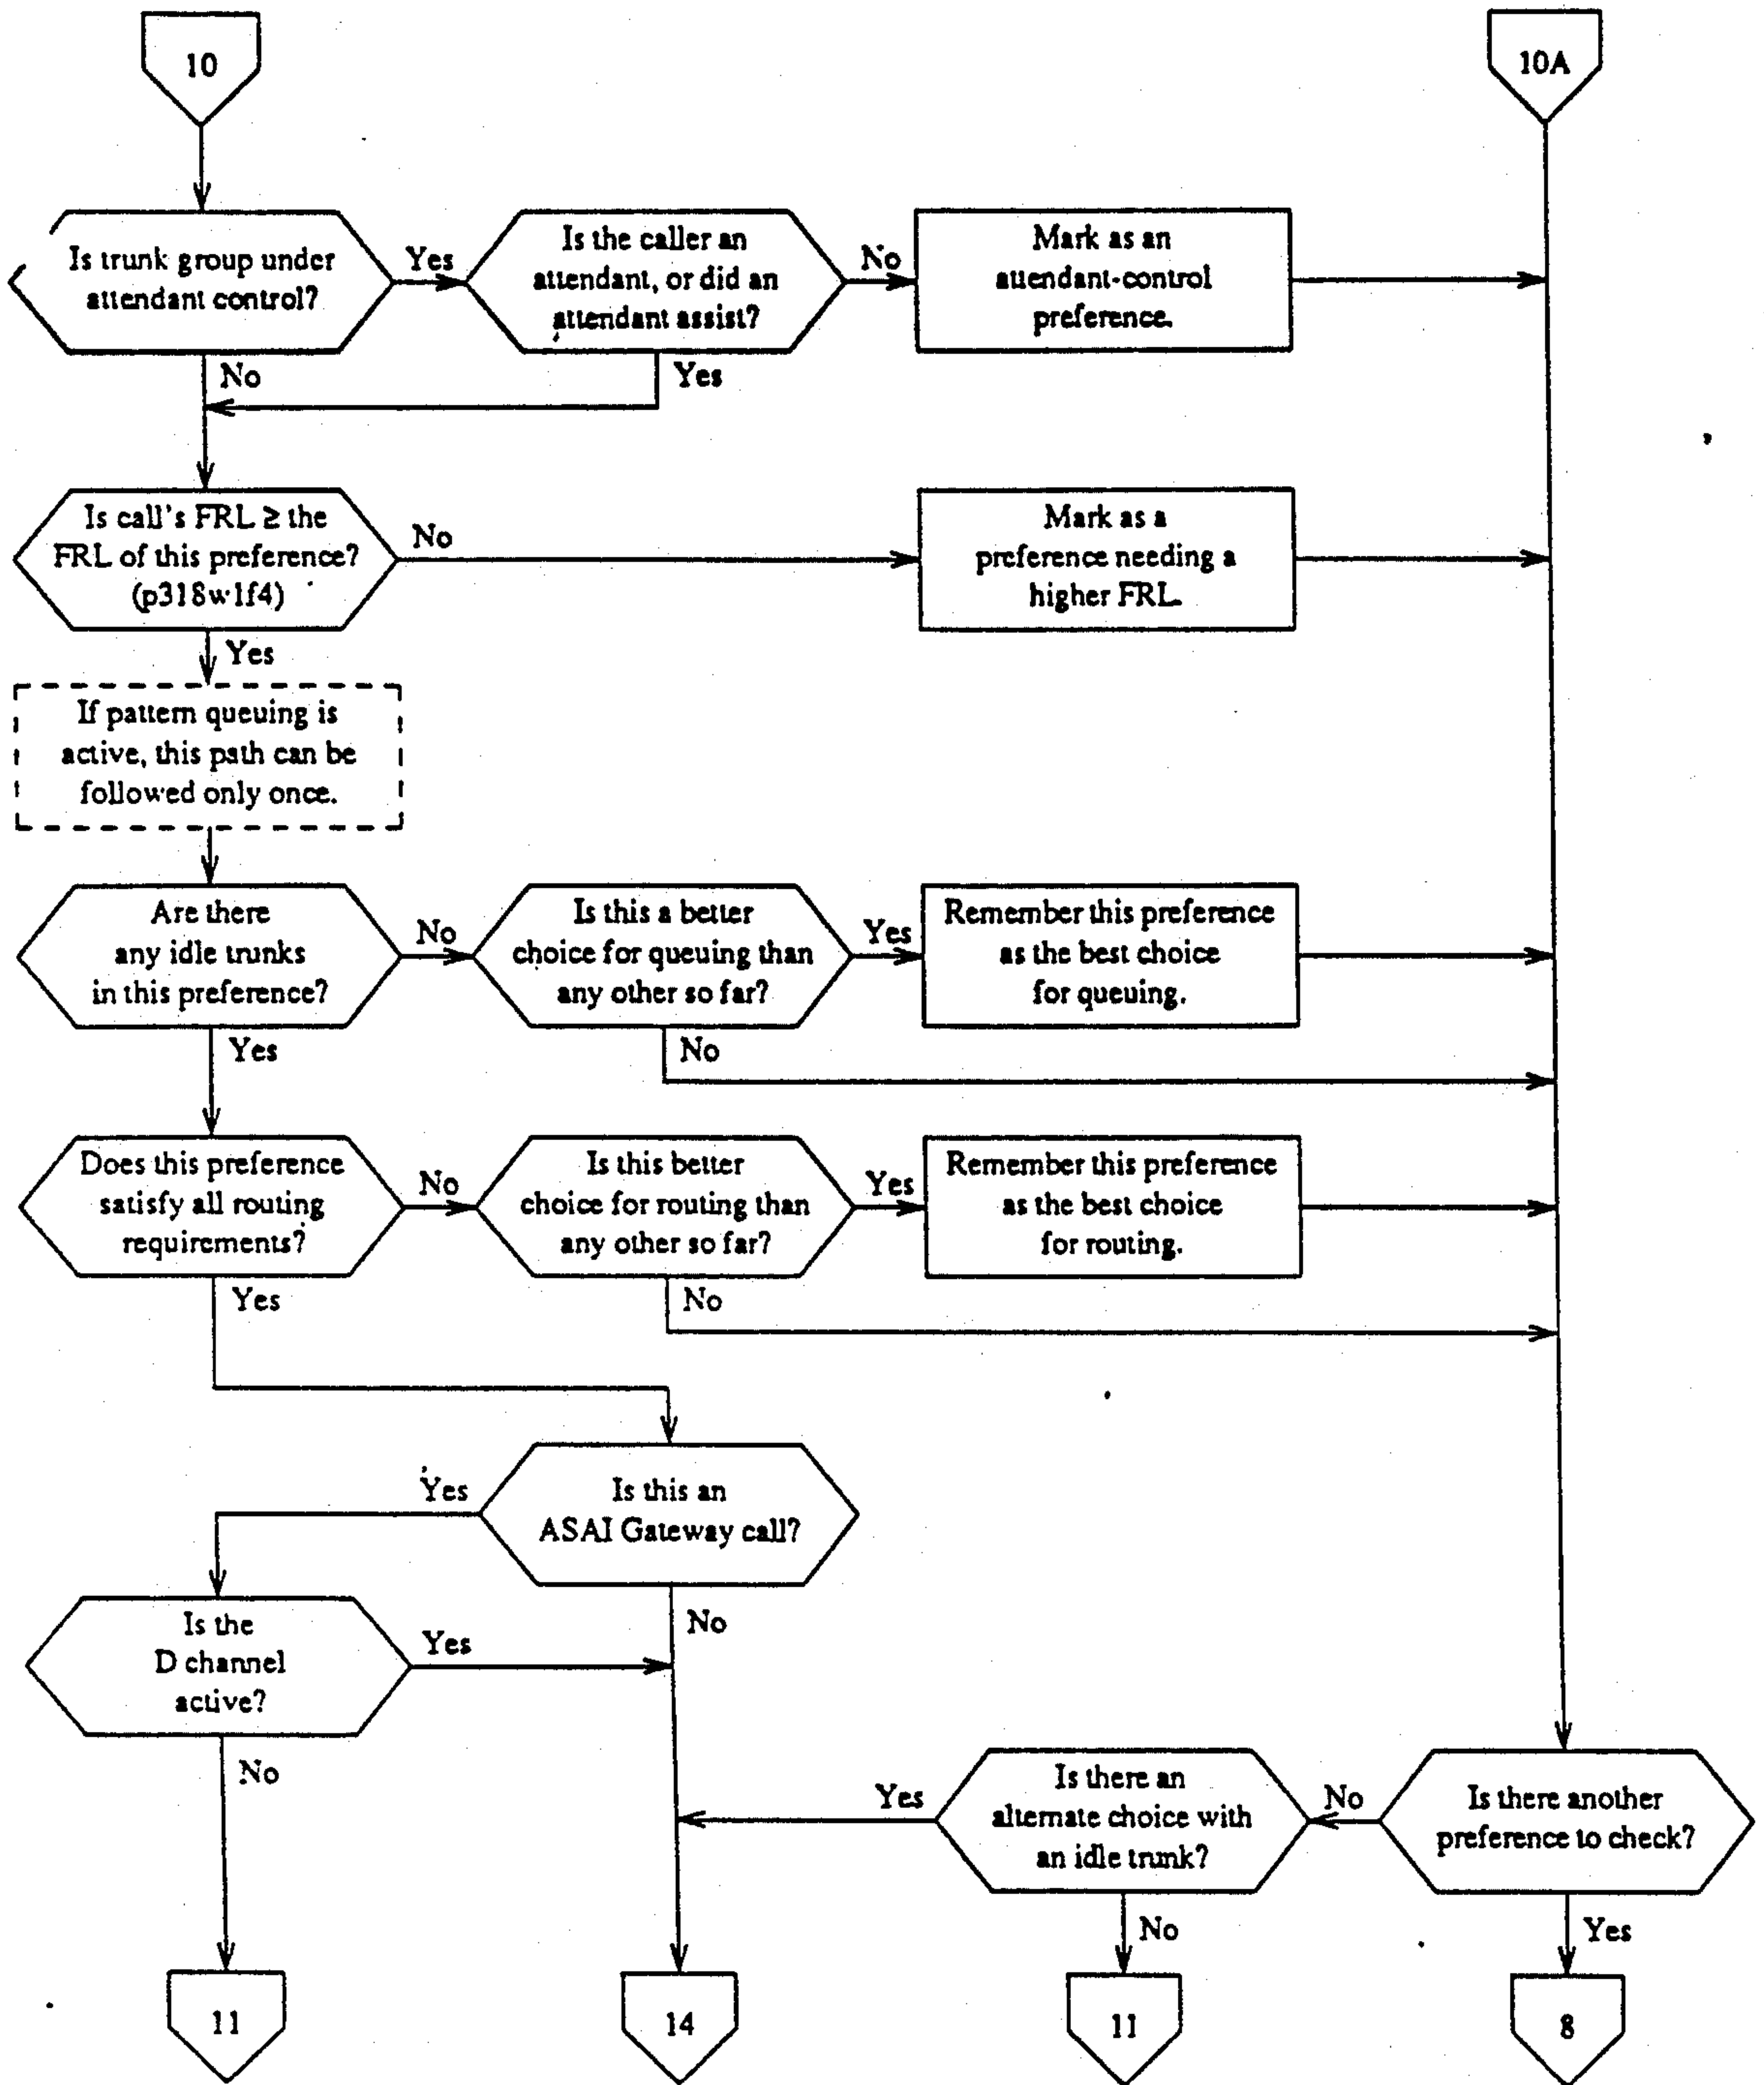 10
10A
Is trunk group under
attendant control?
Yes
Is the caller an
attendant, or did an
attendant assist?
No
Mark as an
attendant-control
preference.
No
Yes
Is call's FRL ≥ the
FRL of this preference?
(p318w1f4)
No
Mark as a
preference needing a
higher FRL.
Yes
If pattern queuing is
active, this path can be
followed only once.
Are there
any idle trunks
in this preference?
No
Is this a better
choice for queuing than
any other so far?
Yes
Remember this preference
as the best choice
for queuing.
Yes
No
Does this preference
satisfy all routing
requirements?
No
Is this better
choice for routing than
any other so far?
Yes
Remember this preference
as the best choice
for routing.
Yes
No
Yes
Is this an
ASAI Gateway call?
No
Is the
D channel
active?
Yes
No
Yes
Is there an
alternate choice with
an idle trunk?
No
Is there another
preference to check?
No
Yes
11
14
11
8